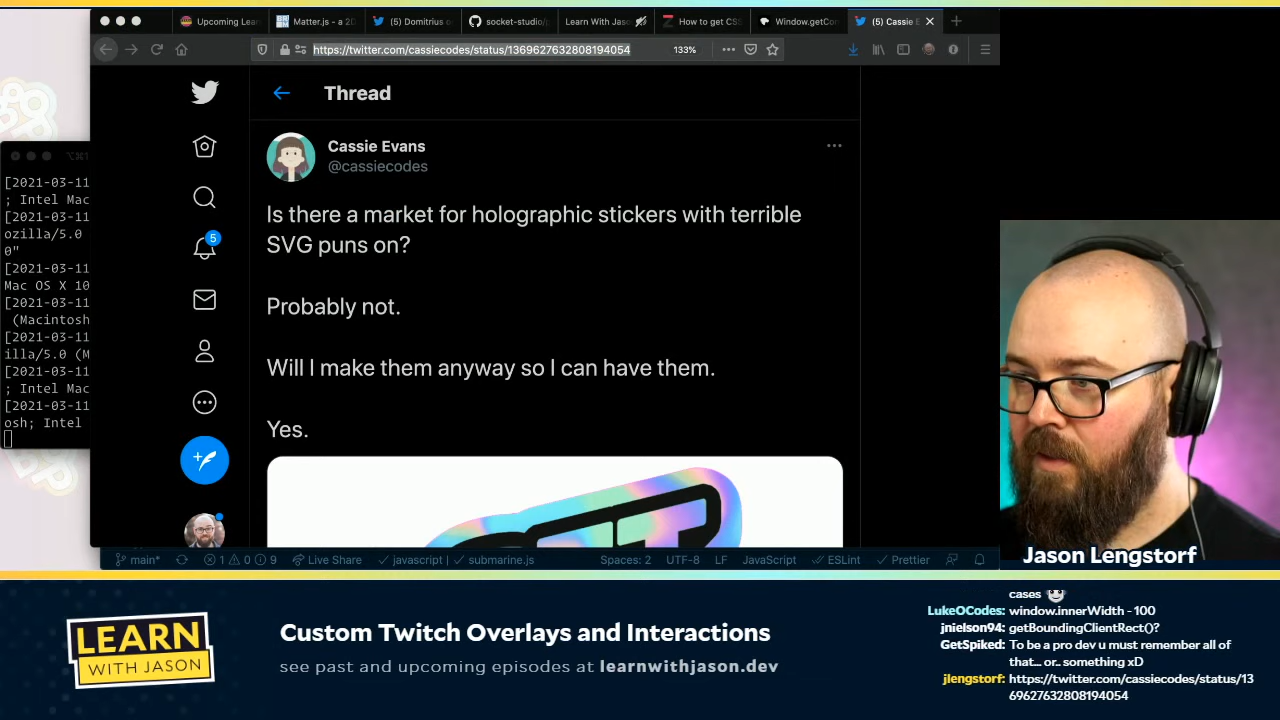 Upcoming Lear
Matter.js - a 2D
(5) Domitrius o
socket-studio/p
Learn With Jaso
How to get CSS
Window.getCon
(5) Cassie E
https://twitter.com/cassiecodes/status/1369627632808194054
133%
Thread
Cassie Evans
@cassiecodes
Is there a market for holographic stickers with terrible
SVG puns on?
Probably not.
Will I make them anyway so I can have them.
Yes.
5
[2021-03-11
; Intel Mac
[2021-03-11
ozilla/5.0
0"
[2021-03-11
Mac OS X 10
[2021-03-11
(Macintosh
[2021-03-11
illa/5.0 (M
[2021-03-11
; Intel Mac
[2021-03-11
osh; Intel
main* 1 0 9 Live Share javascript | submarine.js Spaces: 2 UTF-8 LF JavaScript ESLint Prettier
Jason Lengstorf
LEARN
WITH JASON
Custom Twitch Overlays and Interactions
see past and upcoming episodes at learnwithjason.dev
cases
LukeOCodes: window.innerWidth - 100
jnielson94: getBoundingClientRect()?
GetSpiked: To be a pro dev u must remember all of
that... or.. something xD
jlengstorf: https://twitter.com/cassiecodes/status/13
69627632808194054